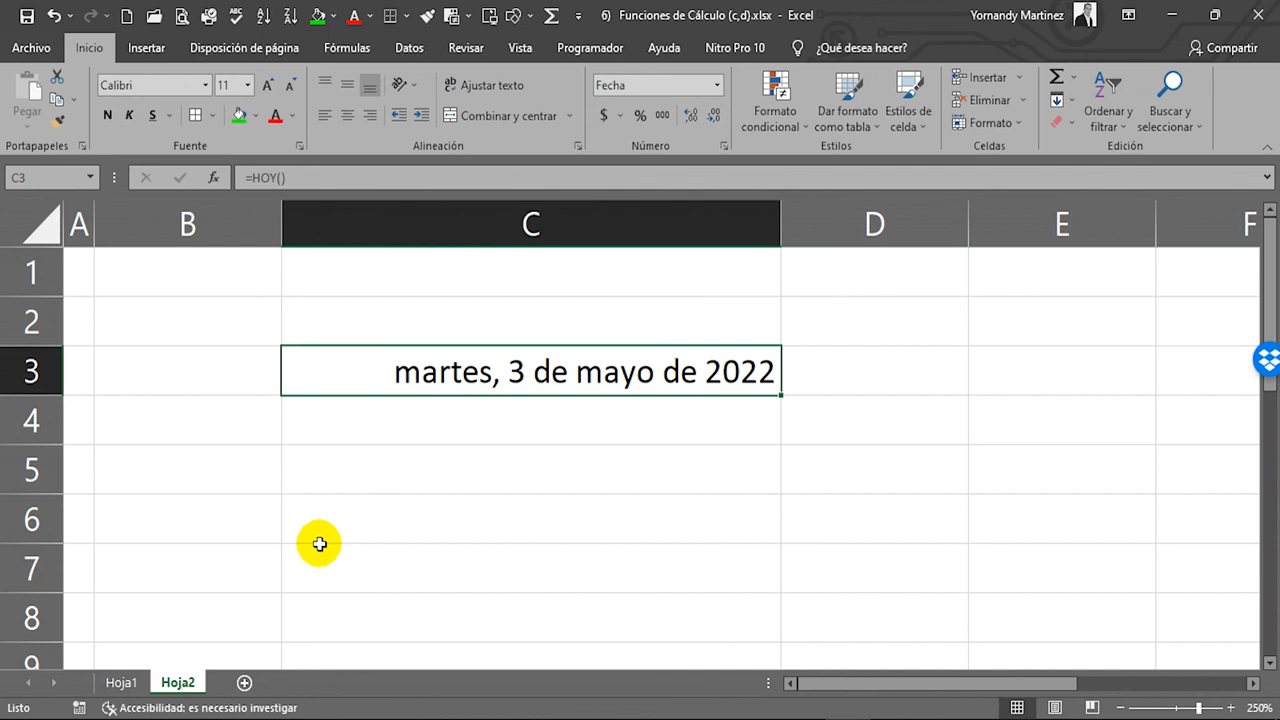 6) Funciones de Cálculo (c,d).xlsx - Excel
Yornandy Martinez
Archivo Inicio Insertar Disposición de página Fórmulas Datos Revisar Vista Programador Ayuda Nitro Pro 10 ¿Qué desea hacer? Compartir
Pegar
Calibri 11
N K S
Ajustar texto
Combinar y centrar
Fecha
$ % 000
Formato condicional
Dar formato como tabla
Estilos de celda
Insertar
Eliminar
Formato
Ordenar y filtrar
Buscar y seleccionar
Portapapeles Fuente Alineación Número Estilos Celdas Edición
C3 fx =HOY()
A B C D E F
1
2
3 martes, 3 de mayo de 2022
4
5
6
7
8
9
Hoja1 Hoja2
Listo Accesibilidad: es necesario investigar 250%